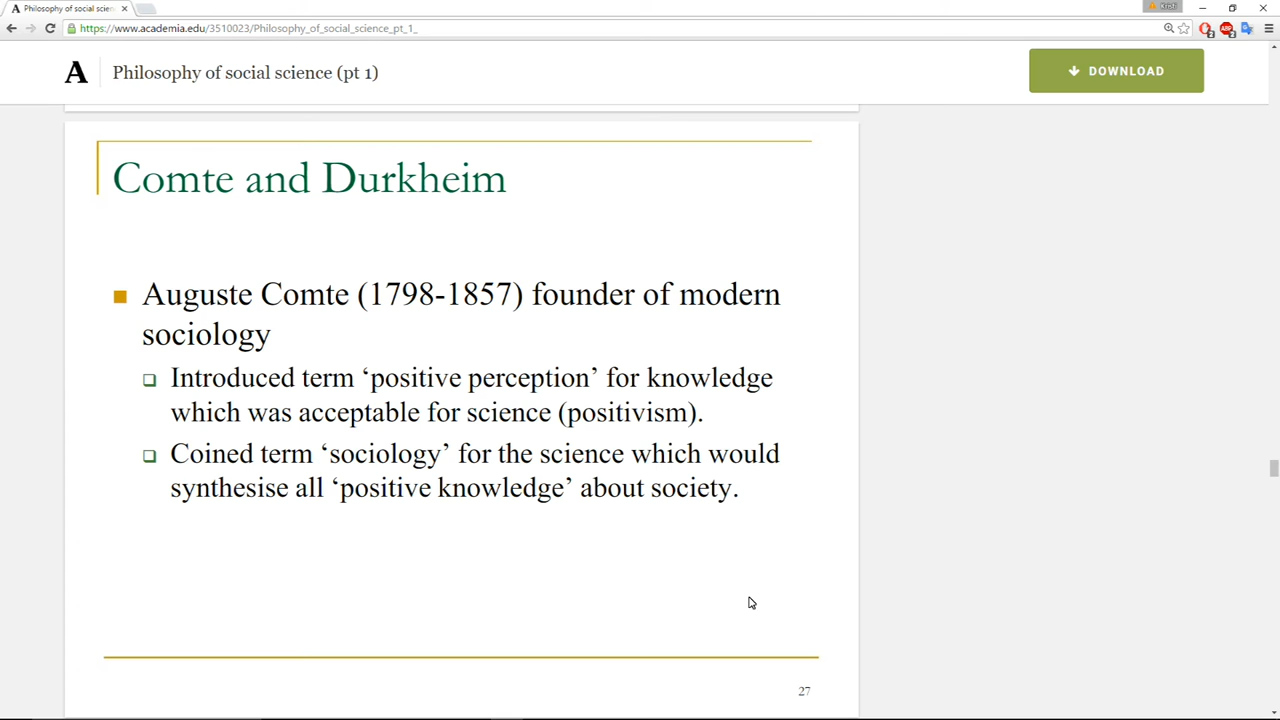 Philosophy of social scien
Kristi
https://www.academia.edu/3510023/Philosophy_of_social_science_pt_1_
A Philosophy of social science (pt 1)
DOWNLOAD
Comte and Durkheim
Auguste Comte (1798-1857) founder of modern
sociology
Introduced term ‘positive perception’ for knowledge
which was acceptable for science (positivism).
Coined term ‘sociology’ for the science which would
synthesise all ‘positive knowledge’ about society.
27